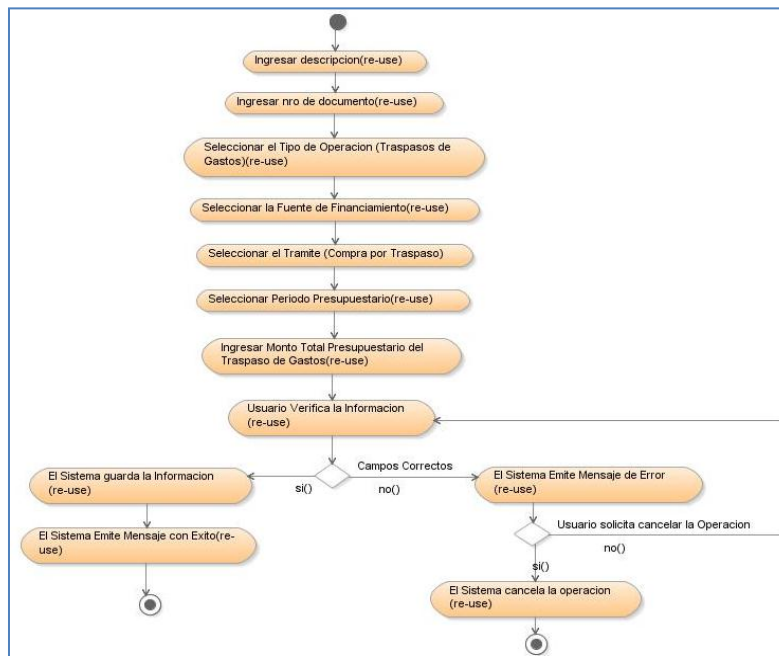 Ingresar descripcion(re-use)
Ingresar nro de documento(re-use)
Seleccionar el Tipo de Operacion (Traspasos de
Gastos)(re-use)
Seleccionar la Fuente de Financiamiento(re-use)
Seleccionar el Tramite (Compra por Traspaso)
Seleccionar Periodo Presupuestario(re-use)
Ingresar Monto Total Presupuestario del
Traspaso de Gastos(re-use)
Usuario Verifica la Informacion
(re-use)
Campos Correctos
si()
no()
El Sistema guarda la Informacion
(re-use)
El Sistema Emite Mensaje con Exito(re-
use)
El Sistema Emite Mensaje de Error
(re-use)
Usuario solicita cancelar la Operacion
no()
si()
El Sistema cancela la operacion
(re-use)